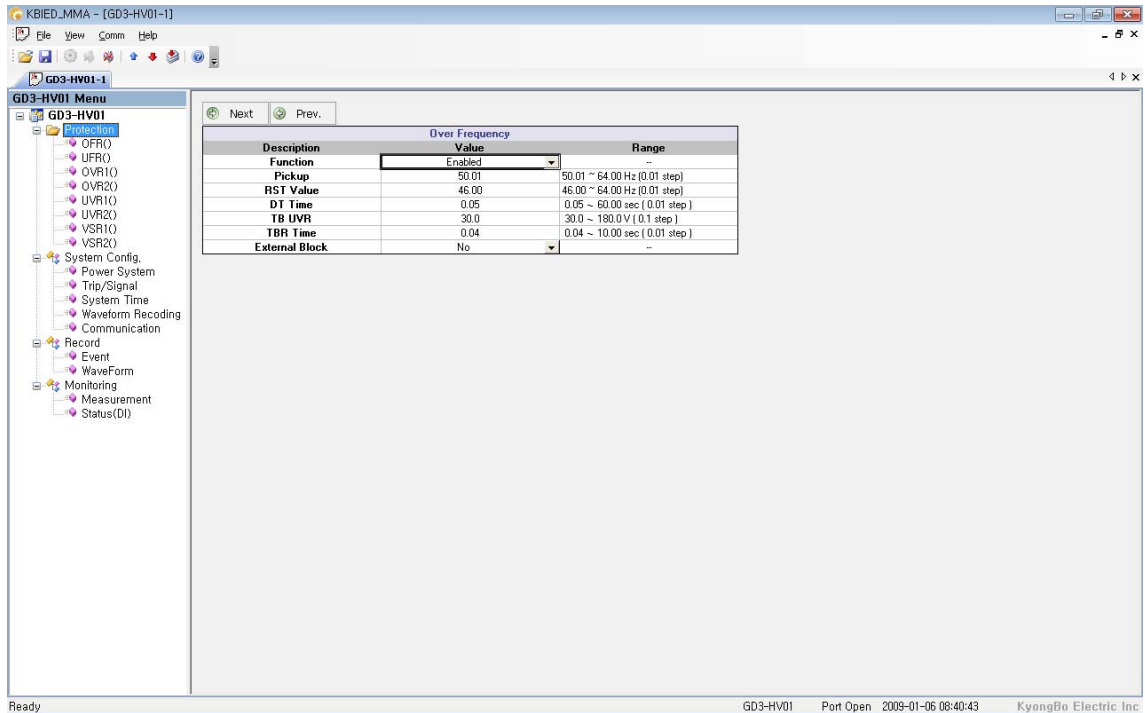 KBIED_MMA - [GD3-HV01-1]
File View Comm Help
GD3-HV01-1
GD3-HV01 Menu
GD3-HV01
Protection
OFR()
UFR()
OVR1()
OVR2()
UVR1()
UVR2()
VSR1()
VSR2()
System Config.
Power System
Trip/Signal
System Time
Waveform Recoding
Communication
Record
Event
WaveForm
Monitoring
Measurement
Status(DI)
Next Prev.
Over Frequency
Description Value Range
Function Enabled --
Pickup 50.01 50.01 ~ 64.00 Hz (0.01 step)
RST Value 46.00 46.00 ~ 64.00 Hz (0.01 step)
DT Time 0.05 0.05 ~ 60.00 sec ( 0.01 step )
TB UVR 30.0 30.0 ~ 180.0 V ( 0.1 step )
TBR Time 0.04 0.04 ~ 10.00 sec ( 0.01 step )
External Block No --
Ready GD3-HV01 Port Open 2009-01-06 08:40:43 KyongBo Electric Inc